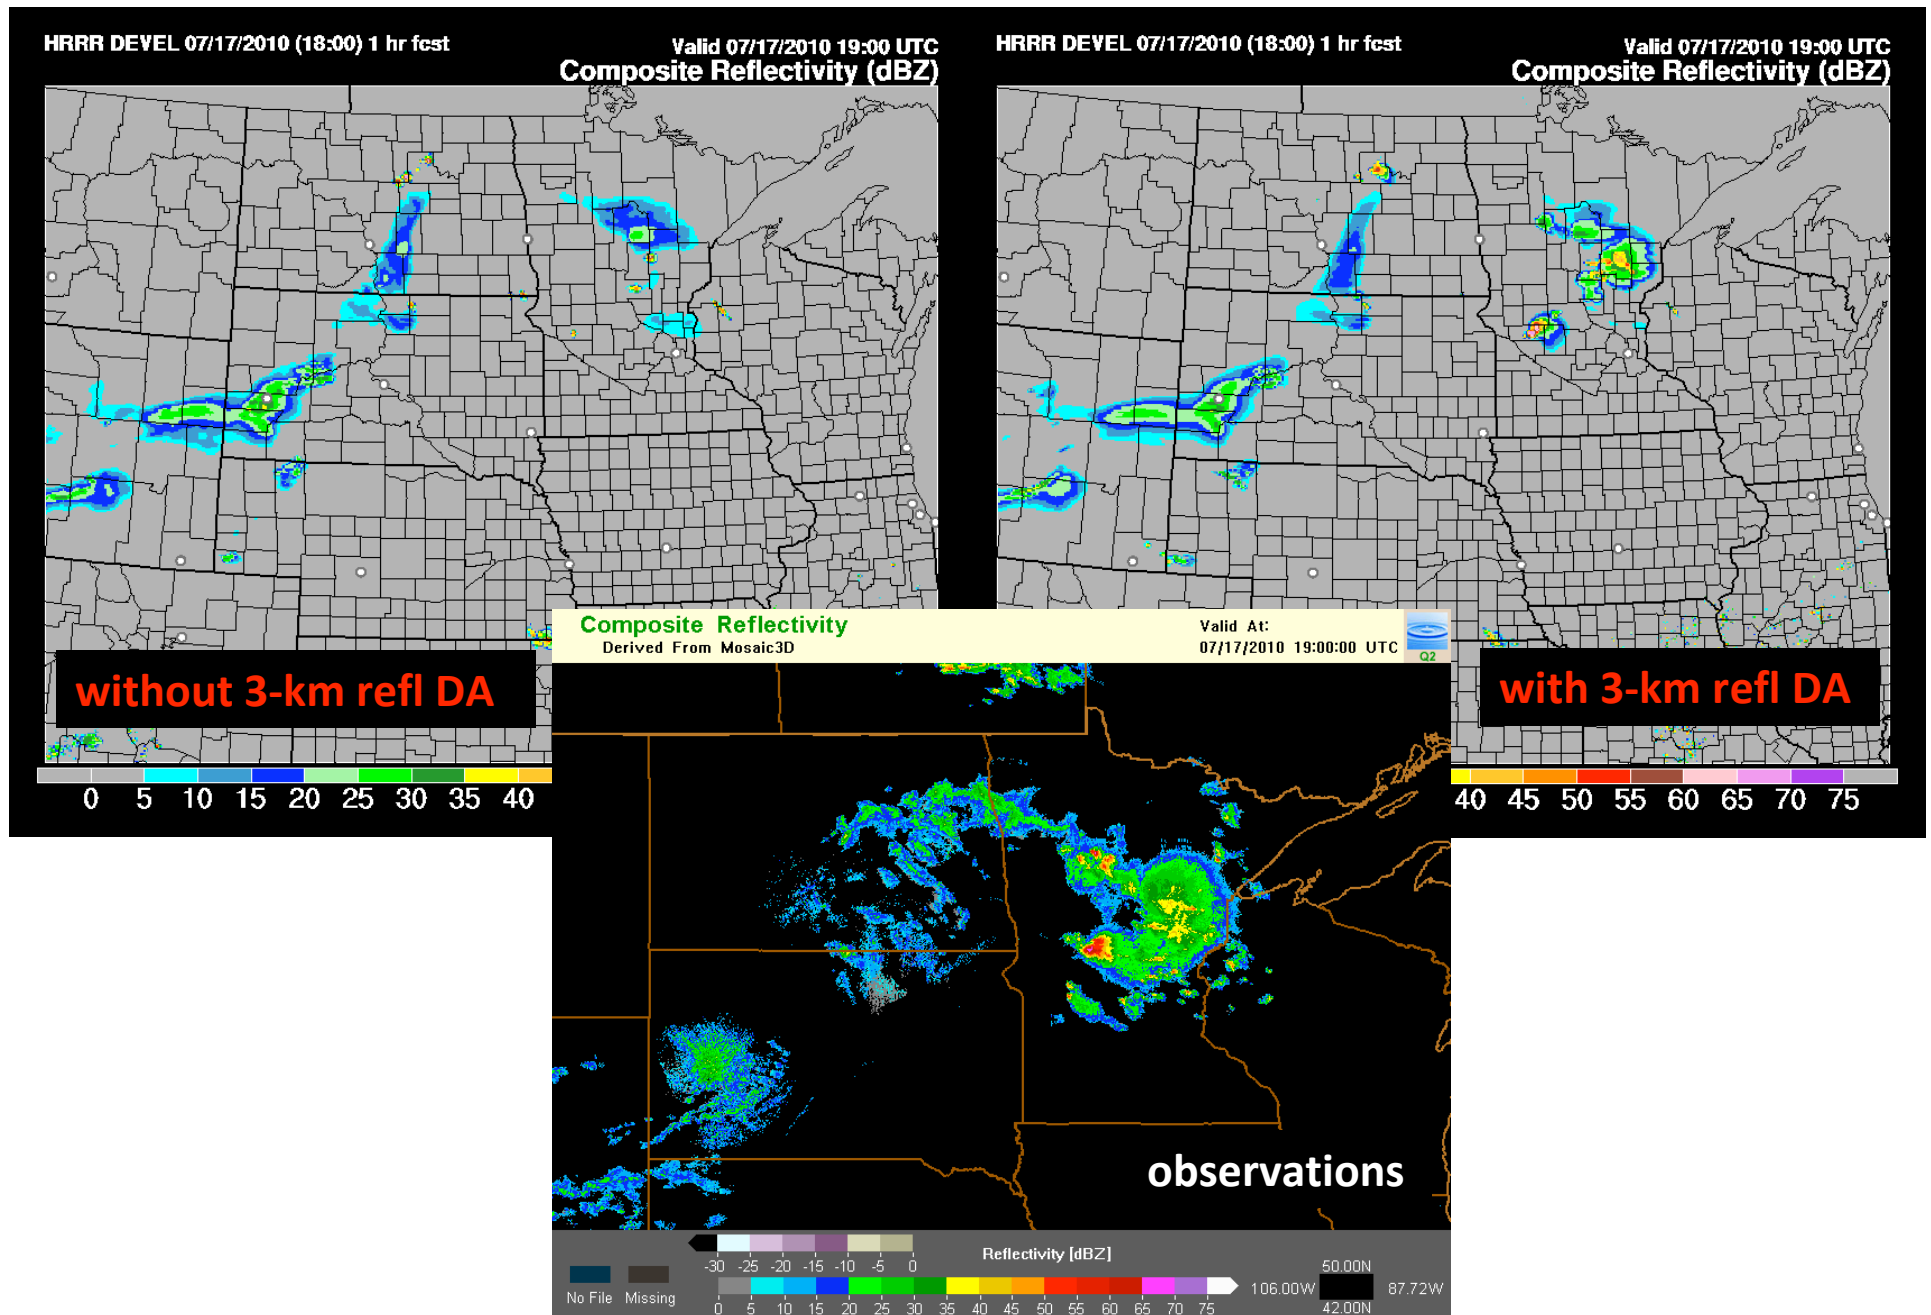 HRRR DEVEL 07/17/2010 (18:00) 1 hr fcst
Valid 07/17/2010 19:00 UTC
Composite Reflectivity (dBZ)
without 3-km refl DA
0 5 10 15 20 25 30 35 40
HRRR DEVEL 07/17/2010 (18:00) 1 hr fcst
Valid 07/17/2010 19:00 UTC
Composite Reflectivity (dBZ)
with 3-km refl DA
40 45 50 55 60 65 70 75
Composite Reflectivity
Derived From Mosaic3D
Valid At:
07/17/2010 19:00:00 UTC
Q2
observations
Reflectivity [dBZ]
-30 -25 -20 -15 -10 -5 0
No File Missing
0 5 10 15 20 25 30 35 40 45 50 55 60 65 70 75
50.00N
106.00W 87.72W
42.00N